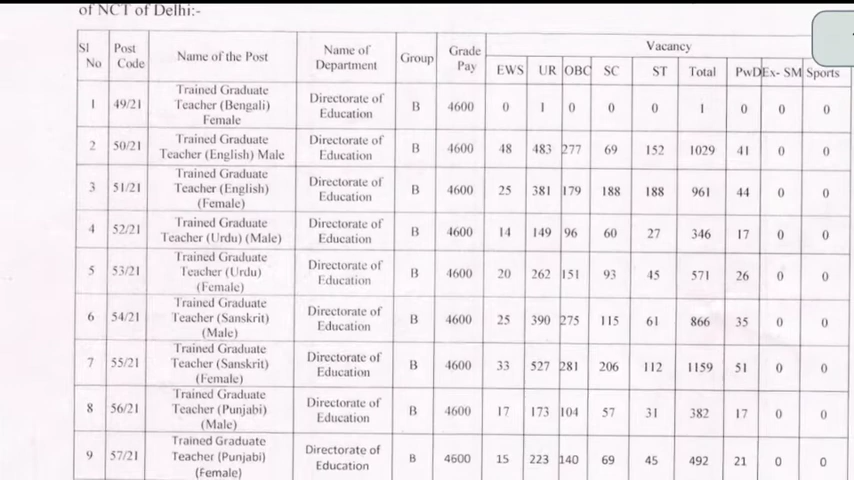 of NCT of Delhi:-
Sl No Post Code Name of the Post Name of Department Group Grade Pay Vacancy
EWS UR OBC SC ST Total PwD Ex- SM Sports
1 49/21 Trained Graduate Teacher (Bengali) Female Directorate of Education B 4600 0 1 0 0 0 1 0 0 0
2 50/21 Trained Graduate Teacher (English) Male Directorate of Education B 4600 48 483 277 69 152 1029 41 0 0
3 51/21 Trained Graduate Teacher (English) (Female) Directorate of Education B 4600 25 381 179 188 188 961 44 0 0
4 52/21 Trained Graduate Teacher (Urdu) (Male) Directorate of Education B 4600 14 149 96 60 27 346 17 0 0
5 53/21 Trained Graduate Teacher (Urdu) (Female) Directorate of Education B 4600 20 262 151 93 45 571 26 0 0
6 54/21 Trained Graduate Teacher (Sanskrit) (Male) Directorate of Education B 4600 25 390 275 115 61 866 35 0 0
7 55/21 Trained Graduate Teacher (Sanskrit) (Female) Directorate of Education B 4600 33 527 281 206 112 1159 51 0 0
8 56/21 Trained Graduate Teacher (Punjabi) (Male) Directorate of Education B 4600 17 173 104 57 31 382 17 0 0
9 57/21 Trained Graduate Teacher (Punjabi) (Female) Directorate of Education B 4600 15 223 140 69 45 492 21 0 0